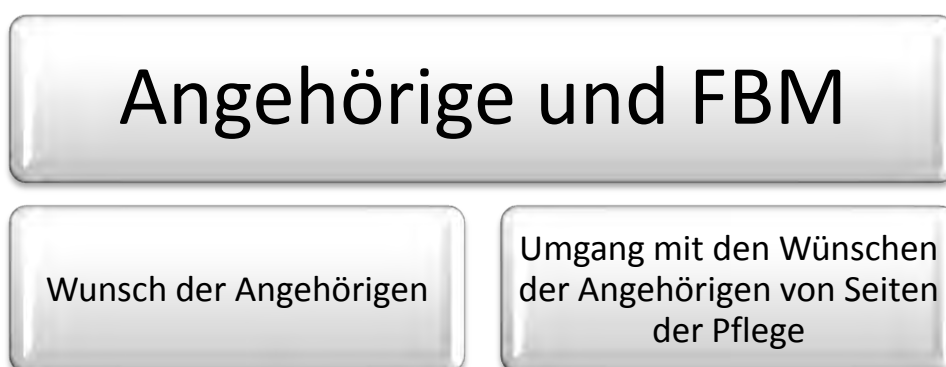 Angehörige und FBM
Wunsch der Angehörigen
Umgang mit den Wünschen
der Angehörigen von Seiten
der Pflege